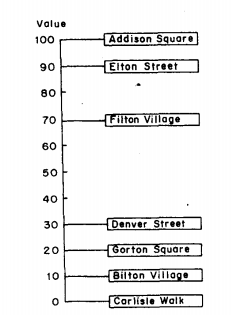 Value
100 Addison Square
90 Elton Street
80
70 Filton Village
60
50
40
30 Denver Street
20 Gorton Square
10 Bilton Village
0 Carlisle Walk